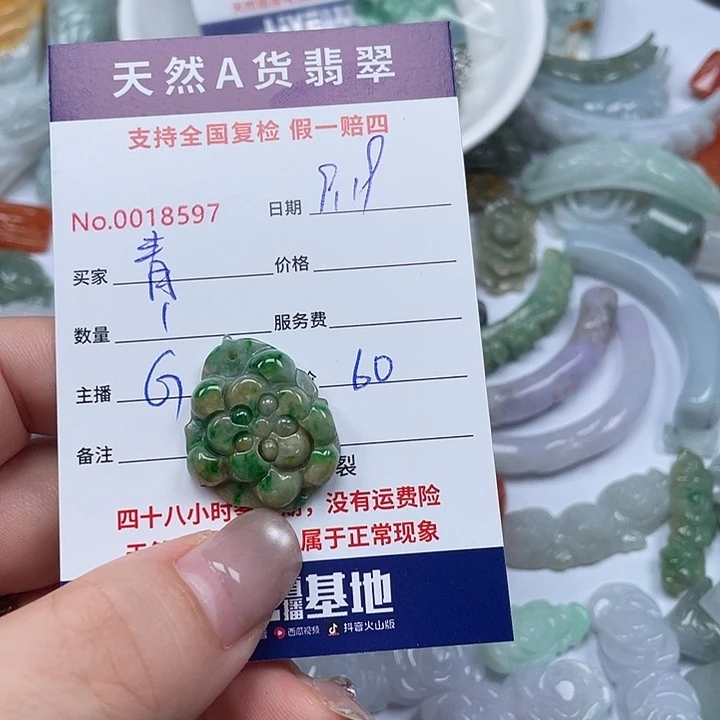 天然A货翡翠
支持全国复检 假一赔四
No.0018597 日期
买家 青 价格
数量 1 服务费
主播 G 60
备注
裂
四十八小时 ，没有运费险
属于正常现象
播基地
西瓜视频 抖音火山版